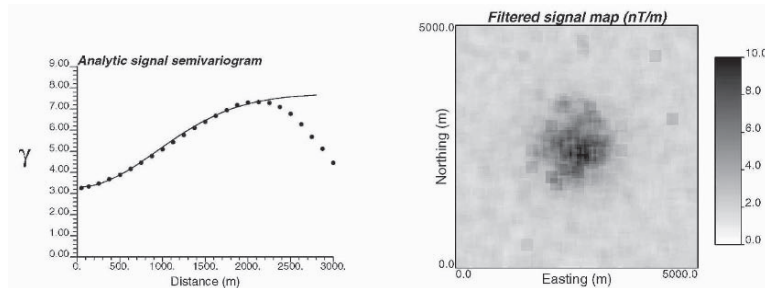 Analytic signal semivariogram
9.00
8.00
7.00
6.00
5.00
4.00
3.00
2.00
1.00
0.00
γ
0. 500. 1000. 1500. 2000. 2500. 3000.
Distance (m)
Filtered signal map (nT/m)
5000.0
Northing (m)
0.0
0.0 5000.0
Easting (m)
10.0
8.0
6.0
4.0
2.0
0.0